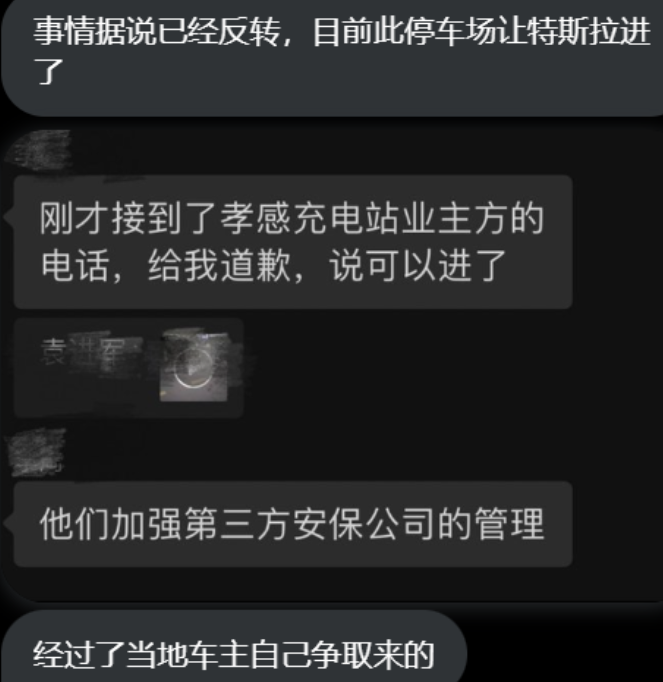 事情据说已经反转，目前此停车场让特斯拉进
了
刚才接到了孝感充电站业主方的
电话，给我道歉，说可以进了
他们加强第三方安保公司的管理
经过了当地车主自己争取来的